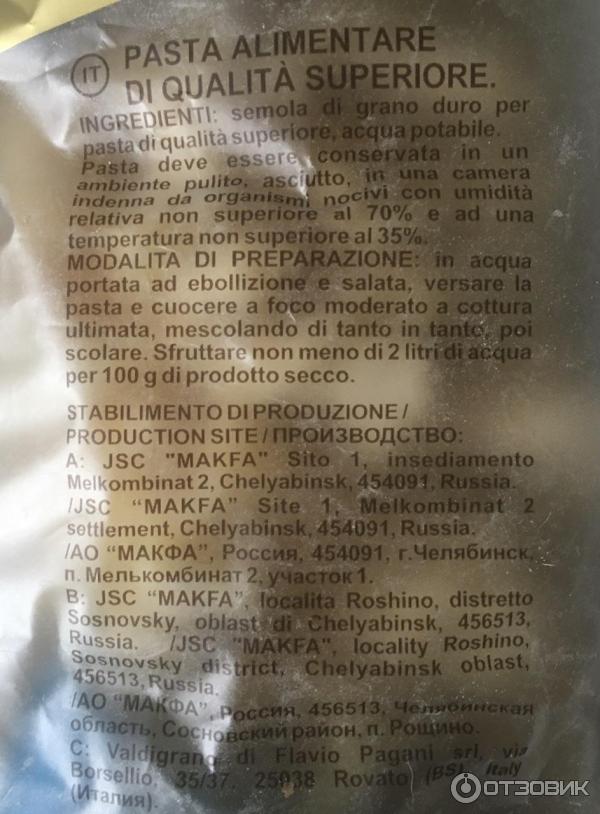 IT
PASTA ALIMENTARE
DI QUALITÀ SUPERIORE.
INGREDIENTI: semola di grano duro per
pasta di qualità superiore, acqua potabile.
Pasta deve essere conservata in un
ambiente pulito, asciutto, in una camera
indenna da organismi nocivi con umidità
relativa non superiore al 70% e ad una
temperatura non superiore al 35%.
MODALITA DI PREPARAZIONE: in acqua
portata ad ebollizione e salata, versare la
pasta e cuocere a foco moderato a cottura
ultimata, mescolando di tanto in tanto, poi
scolare. Sfruttare non meno di 2 litri di acqua
per 100 g di prodotto secco.
STABILIMENTO DI PRODUZIONE /
PRODUCTION SITE / ПРОИЗВОДСТВО:
A: JSC "MAKFA" Sito 1, insediamento
Melkombinat 2, Chelyabinsk, 454091, Russia.
/JSC “MAKFA” Site 1, Melkombinat 2
settlement, Chelyabinsk, 454091, Russia.
/АО “МАКФА”, Россия, 454091, г.Челябинск,
п. Мелькомбинат 2, участок 1.
B: JSC “MAKFA”, localita Roshino, distretto
Sosnovsky, oblast di Chelyabinsk, 456513,
Russia. /JSC "MAKFA", locality Roshino,
Sosnovsky district, Chelyabinsk oblast,
456513, Russia.
/АО “МАКФА”, Россия, 456513, Челябинская
область, Сосновский район, п. Рощино.
C: Valdigrano di Flavio Pagani srl, via
Borsellio, 35/37, 25038 Rovato (BS), Italy
(Италия).
ОТЗОВИК